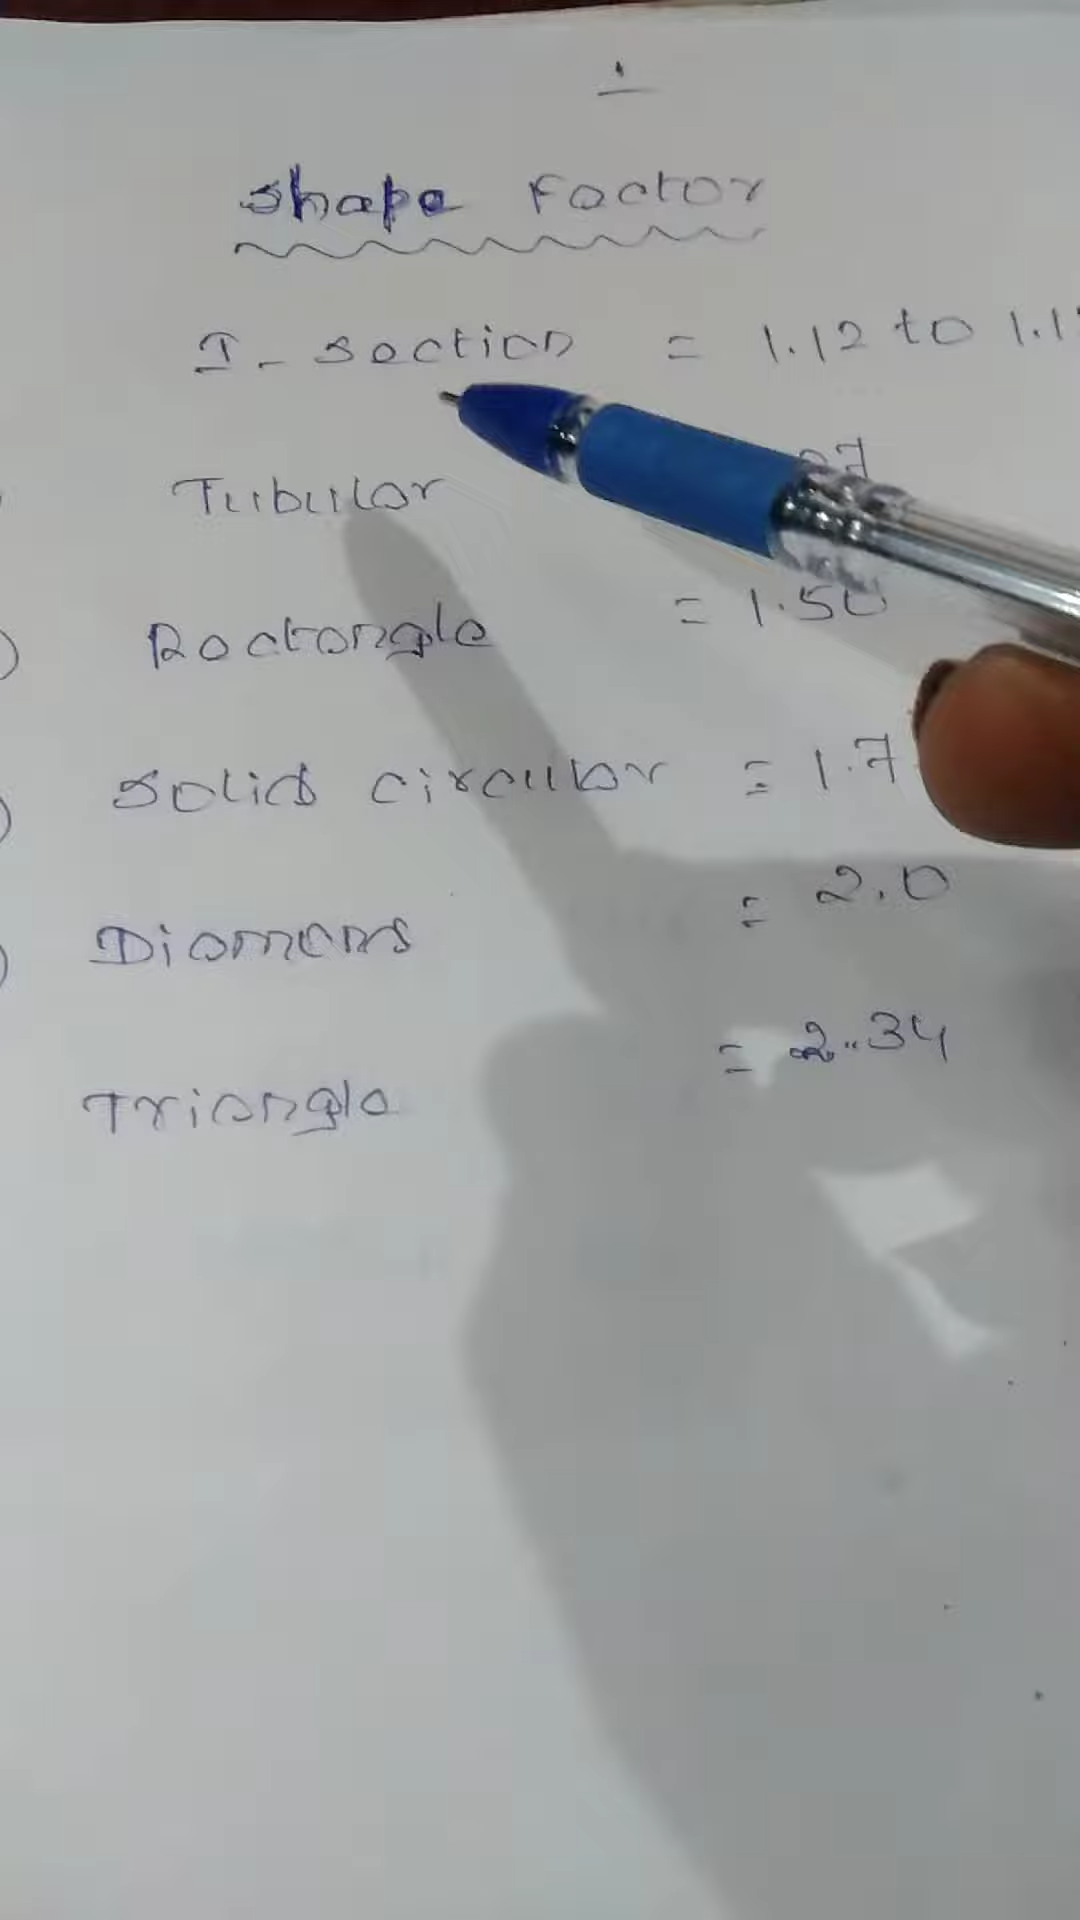 Shape Factor
I - Section = 1.12 to 1.1
Tubular
Rectangle = 1.50
Solid circular = 1.7
Diamond = 2.0
Triangle = 2.34